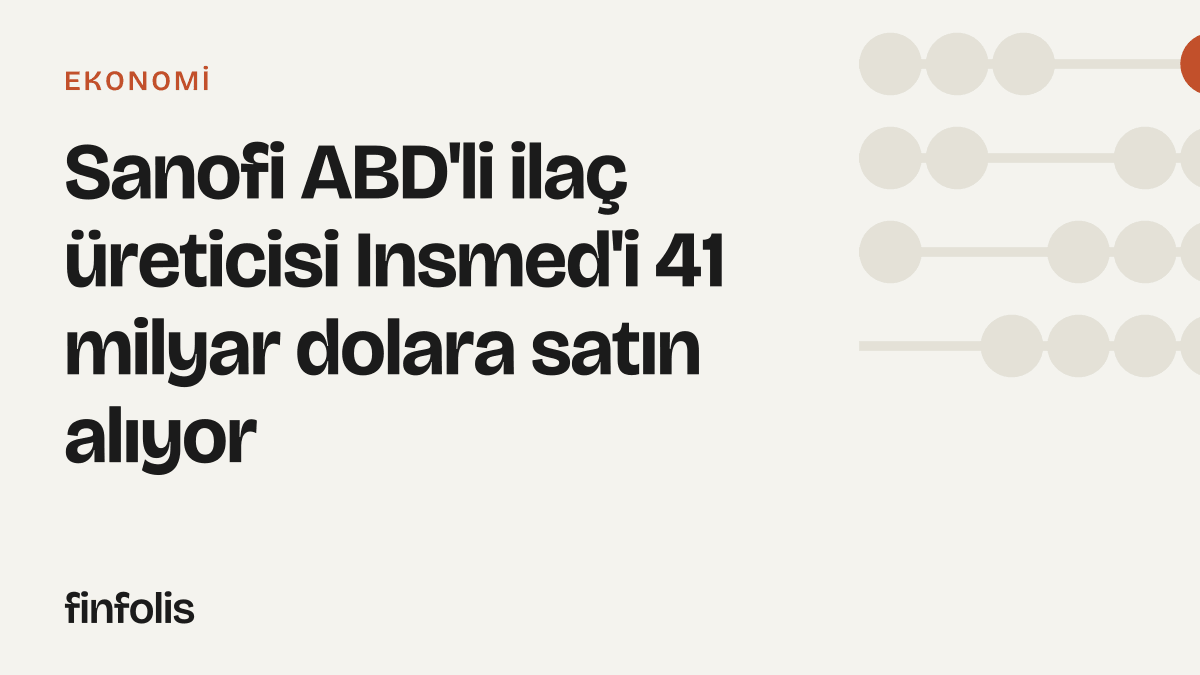 EKONOMİ
Sanofi ABD'li ilaç
üreticisi Insmed'i 41
milyar dolara satın
alıyor
finfolis